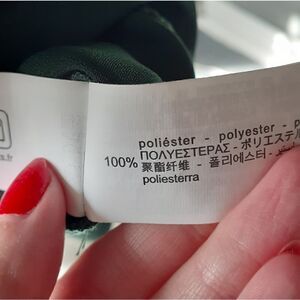 poliéster - polyester - p
ΠΟΛΥΕΣΤΕΡΑΣ - ポリエステ
100% 聚酯纤维 - 폴리에스터 -
poliesterra